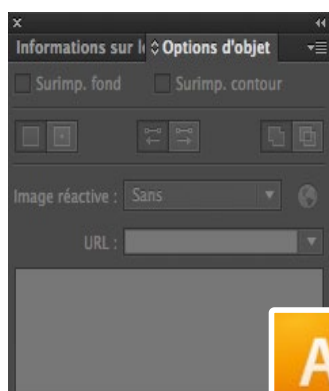 Informations sur l Options d'objet
Surimp. fond Surimp. contour
Image réactive : Sans
URL :
A